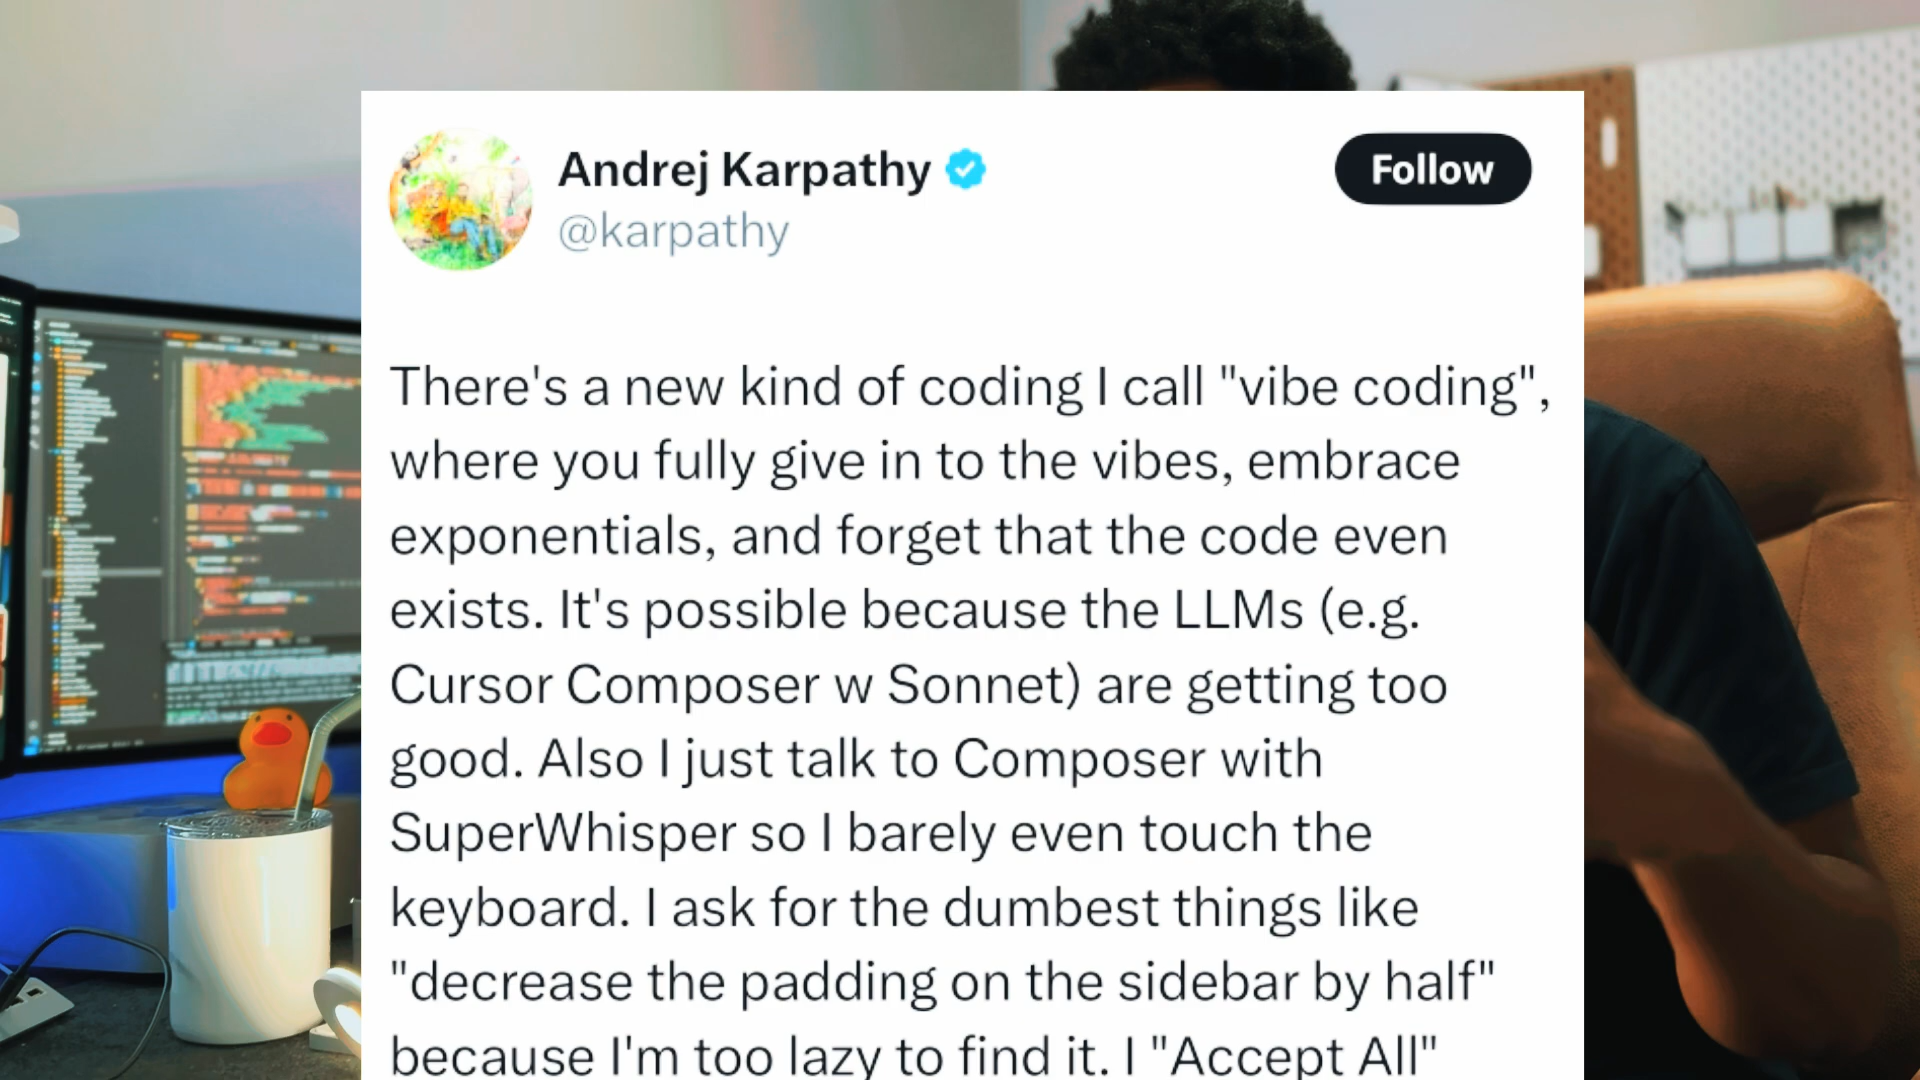 Andrej Karpathy
@karpathy
Follow
There's a new kind of coding I call "vibe coding",
where you fully give in to the vibes, embrace
exponentials, and forget that the code even
exists. It's possible because the LLMs (e.g.
Cursor Composer w Sonnet) are getting too
good. Also I just talk to Composer with
SuperWhisper so I barely even touch the
keyboard. I ask for the dumbest things like
"decrease the padding on the sidebar by half"
because I'm too lazy to find it. I "Accept All"